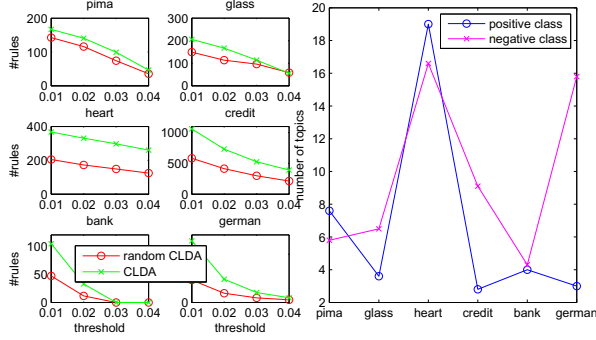 pima
glass
200
100
0
#rules
0.01 0.02 0.03 0.04
300
200
100
0
0.01 0.02 0.03 0.04
heart
credit
400
200
0
#rules
0.01 0.02 0.03 0.04
1000
500
0
0.01 0.02 0.03 0.04
bank
german
100
50
0
#rules
0.01 0.02 0.03 0.04
threshold
100
50
0
0.01 0.02 0.03 0.04
threshold
random CLDA
CLDA
number of topics
20
18
16
14
12
10
8
6
4
2
pima glass heart credit bank german
positive class
negative class